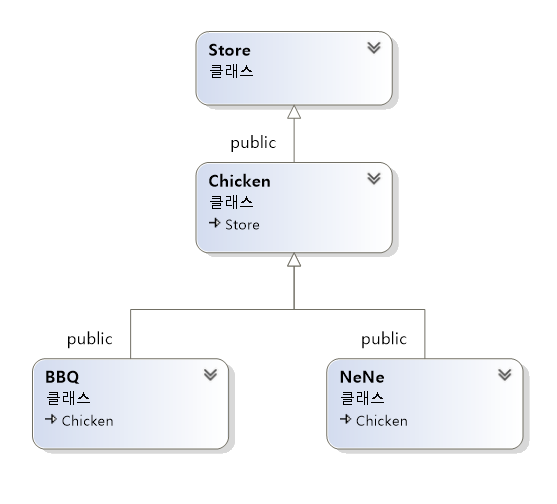 Store
클래스
public
Chicken
클래스
Store
public
public
BBQ
클래스
Chicken
NeNe
클래스
Chicken